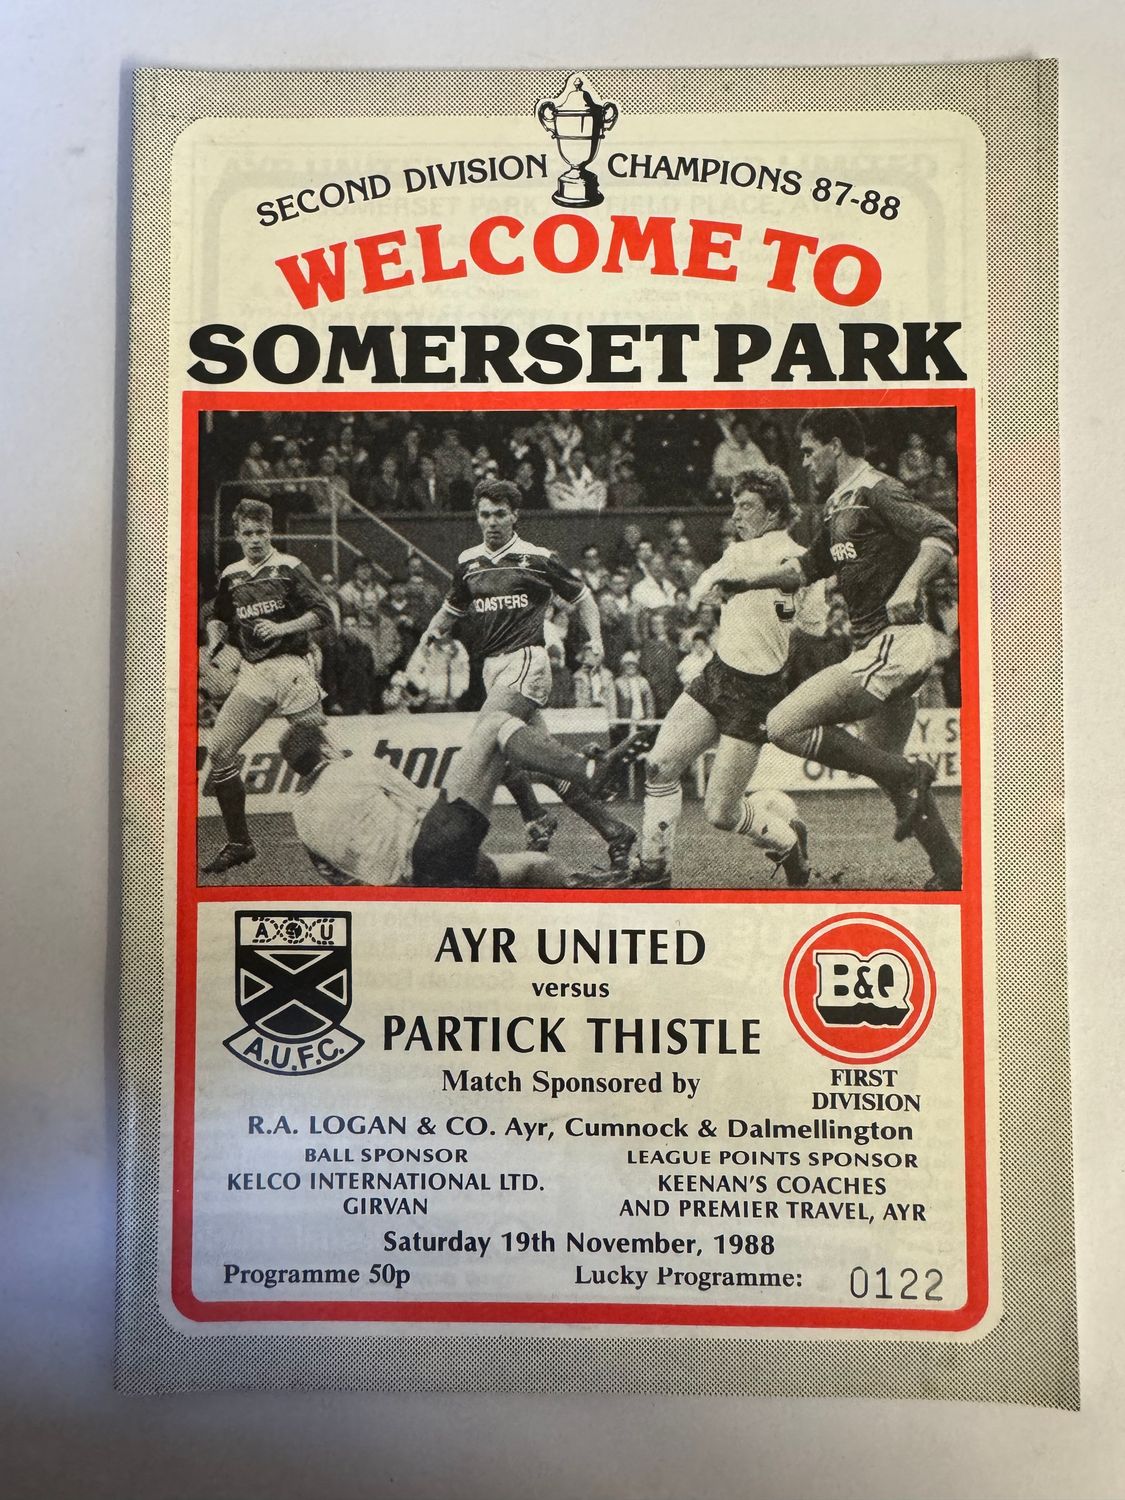 SECOND DIVISION CHAMPIONS 87-88
WELCOME TO
SOMERSET PARK
COASTERS
COASTERS
A U
A.U.F.C.
AYR UNITED
versus
PARTICK THISTLE
B&Q
FIRST
DIVISION
Match Sponsored by
R.A. LOGAN & CO. Ayr, Cumnock & Dalmellington
BALL SPONSOR
KELCO INTERNATIONAL LTD.
GIRVAN
LEAGUE POINTS SPONSOR
KEENAN'S COACHES
AND PREMIER TRAVEL, AYR
Saturday 19th November, 1988
Programme 50p
Lucky Programme: 0122